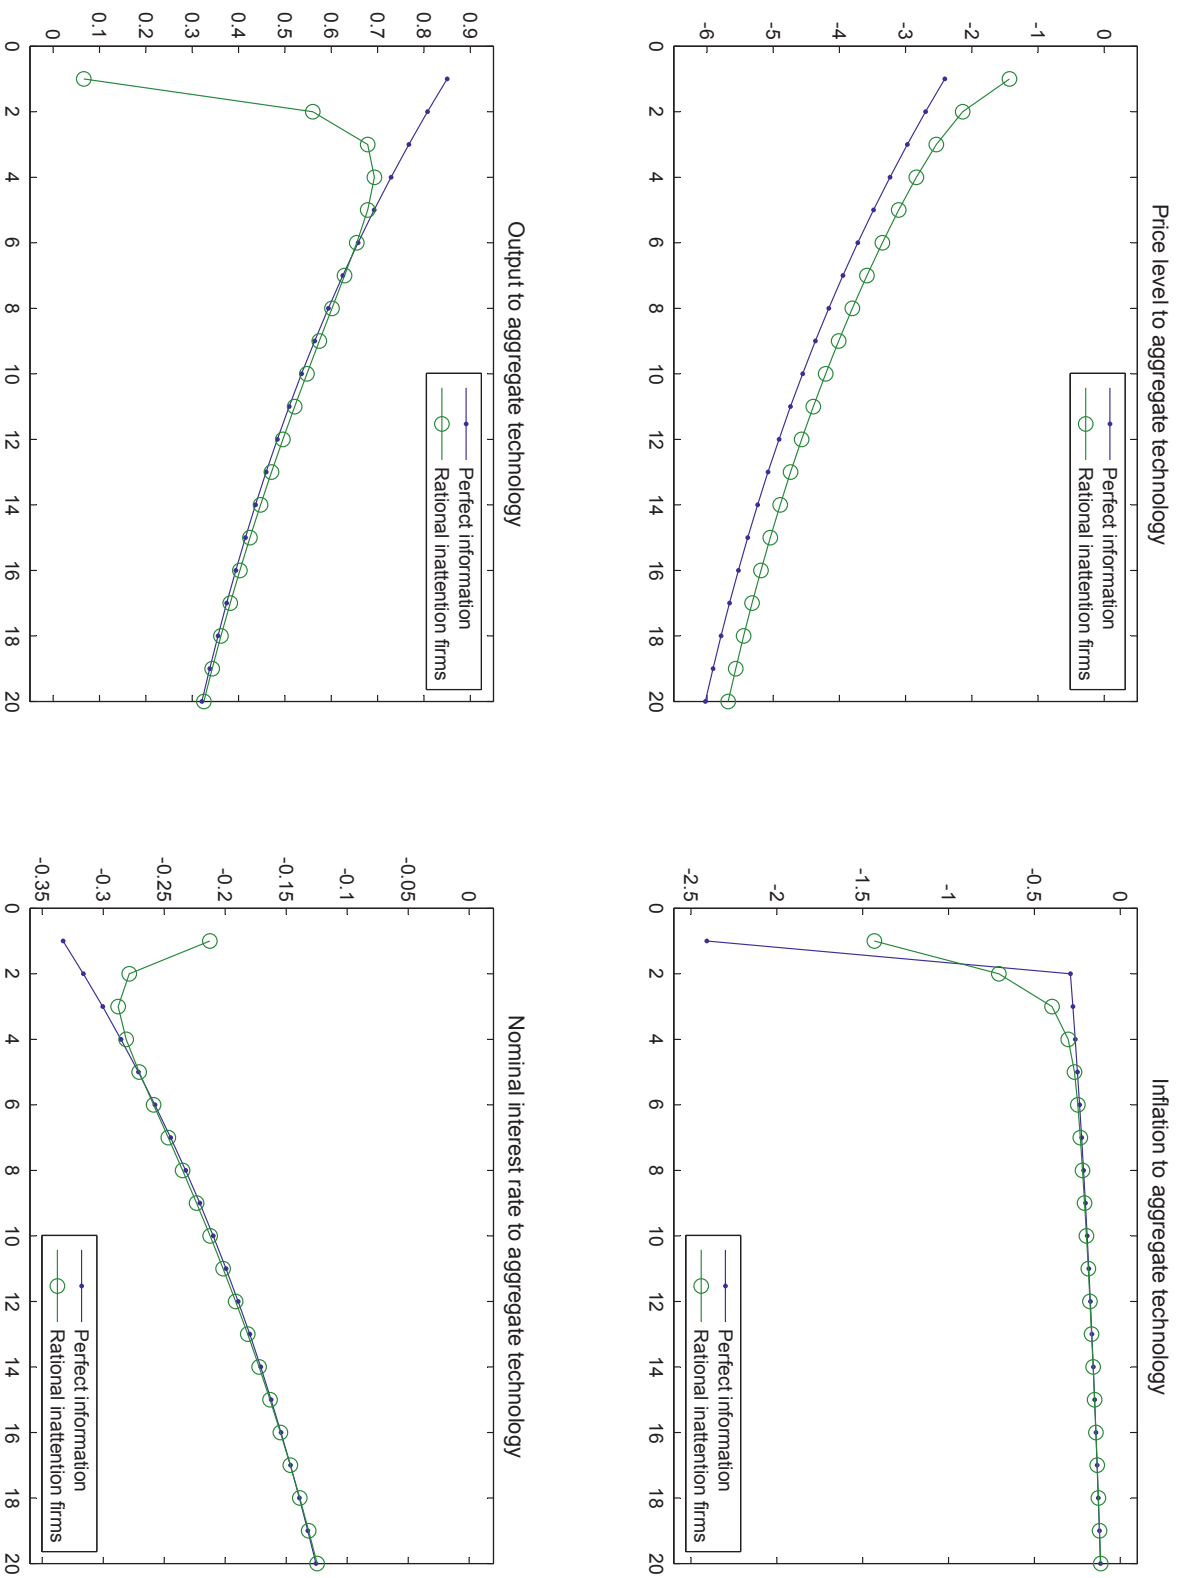 Price level to aggregate technology
0
-1
-2
-3
-4
-5
-6
0 2 4 6 8 10 12 14 16 18 20
Perfect information
Rational inattention firms
Inflation to aggregate technology
0
-0.5
-1
-1.5
-2
-2.5
0 2 4 6 8 10 12 14 16 18 20
Perfect information
Rational inattention firms
Output to aggregate technology
0.9
0.8
0.7
0.6
0.5
0.4
0.3
0.2
0.1
0
0 2 4 6 8 10 12 14 16 18 20
Perfect information
Rational inattention firms
Nominal interest rate to aggregate technology
0
-0.05
-0.1
-0.15
-0.2
-0.25
-0.3
-0.35
0 2 4 6 8 10 12 14 16 18 20
Perfect information
Rational inattention firms